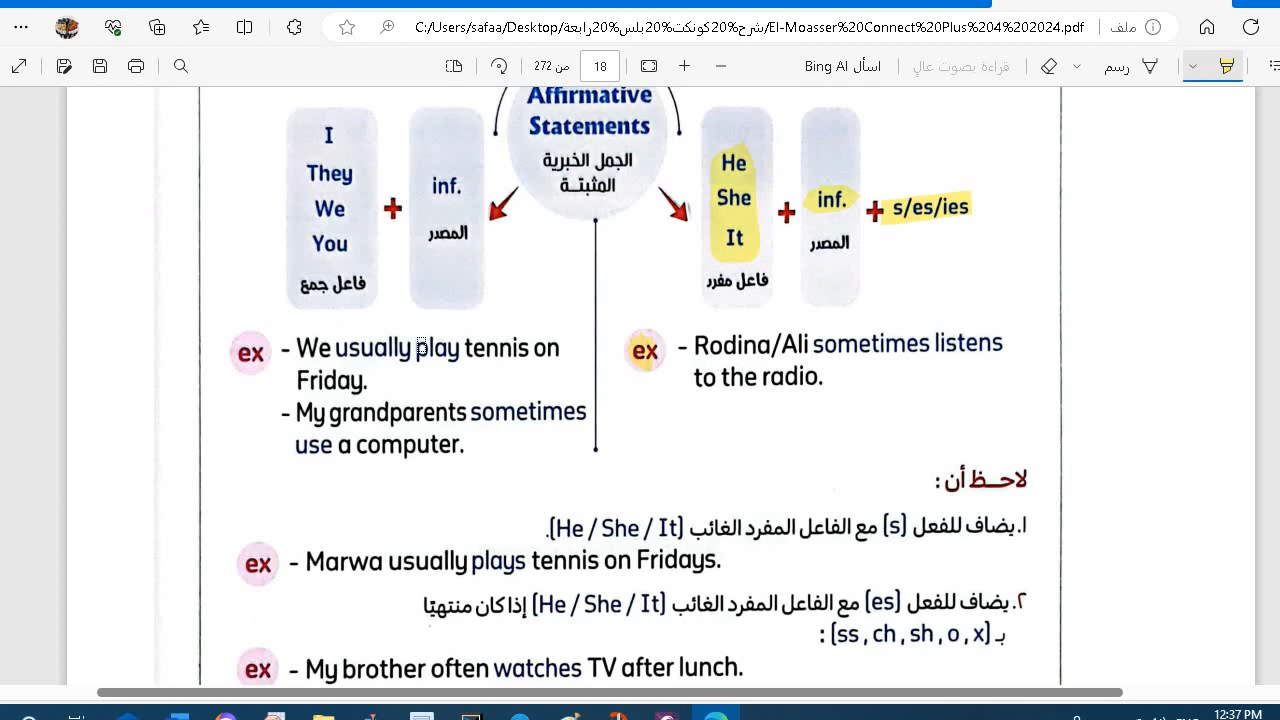 C:/Users/safaa/Desktop/شرح%20كونكت%20بلس%20رابعة/El-Moasser%20Connect%20Plus%204%202024.pdf
ملف
18
من 272
اسأل Bing AI
قراءة بصوت عالٍ
رسم
Affirmative
Statements
الجمل الخبرية
المثبتة
I
They
We
You
فاعل جمع
+
inf.
المصدر
He
She
It
فاعل مفرد
+
inf.
المصدر
+ s/es/ies
ex - We usually play tennis on
Friday.
- My grandparents sometimes
use a computer.
ex - Rodina/Ali sometimes listens
to the radio.
لاحظ أن :
١. يضاف للفعل (s) مع الفاعل المفرد الغائب (He / She / It).
ex - Marwa usually plays tennis on Fridays.
٢. يضاف للفعل (es) مع الفاعل المفرد الغائب (He / She / It) إذا كان منتهيًا
بـ (ss , ch , sh , o , x) :
ex - My brother often watches TV after lunch.
12:37 PM